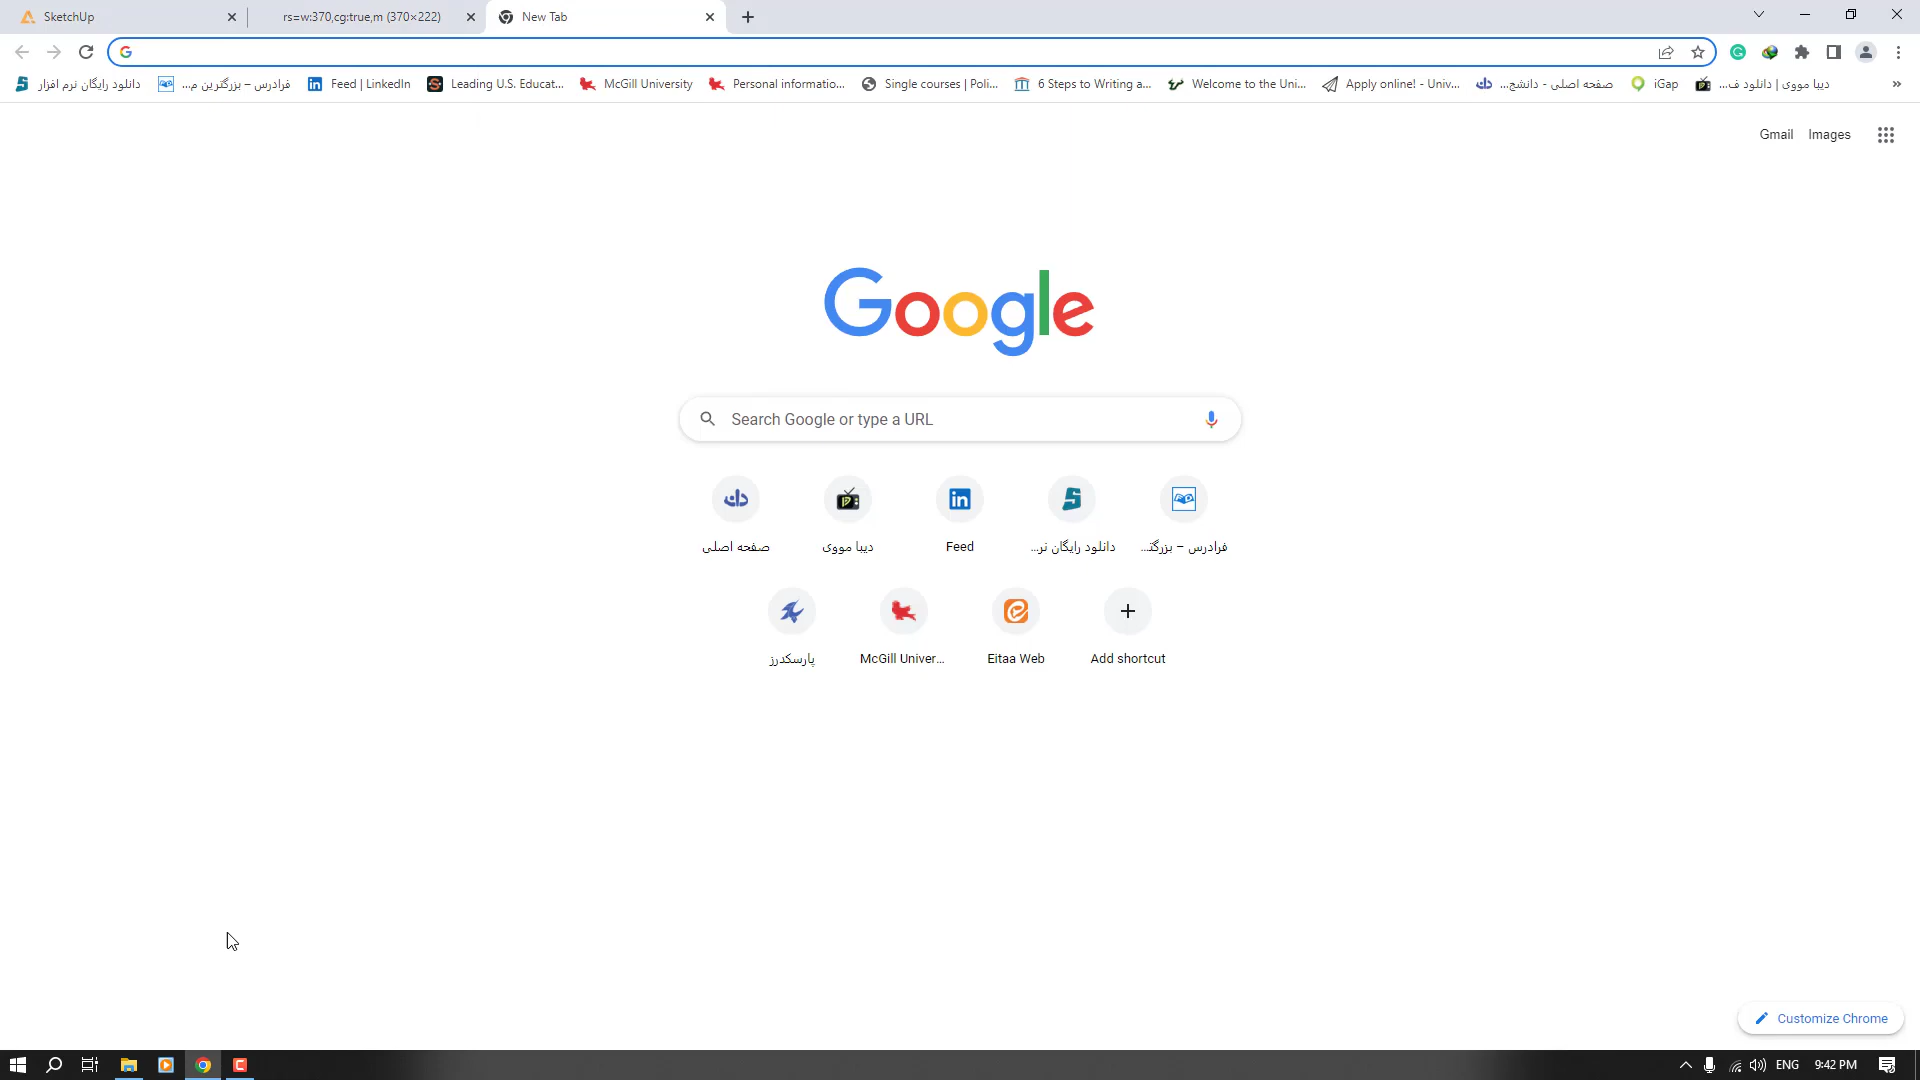 SketchUp
rs=w:370,cg:true,m (370×222)
New Tab
دانلود رایگان نرم افزار
فرادرس – بزرگترین م...
Feed | LinkedIn
Leading U.S. Educat...
McGill University
Personal informatio...
Single courses | Poli...
6 Steps to Writing a...
Welcome to the Uni...
Apply online! - Univ...
صفحه اصلی - دانشج...
iGap
دیبا مووی | دانلود ف...
»
Gmail
Images
Google
Search Google or type a URL
صفحه اصلی
دیبا مووی
Feed
دانلود رایگان نر...
فرادرس – بزرگتـ...
پارسکدرز
McGill Univer...
Eitaa Web
Add shortcut
Customize Chrome
ENG
9:42 PM